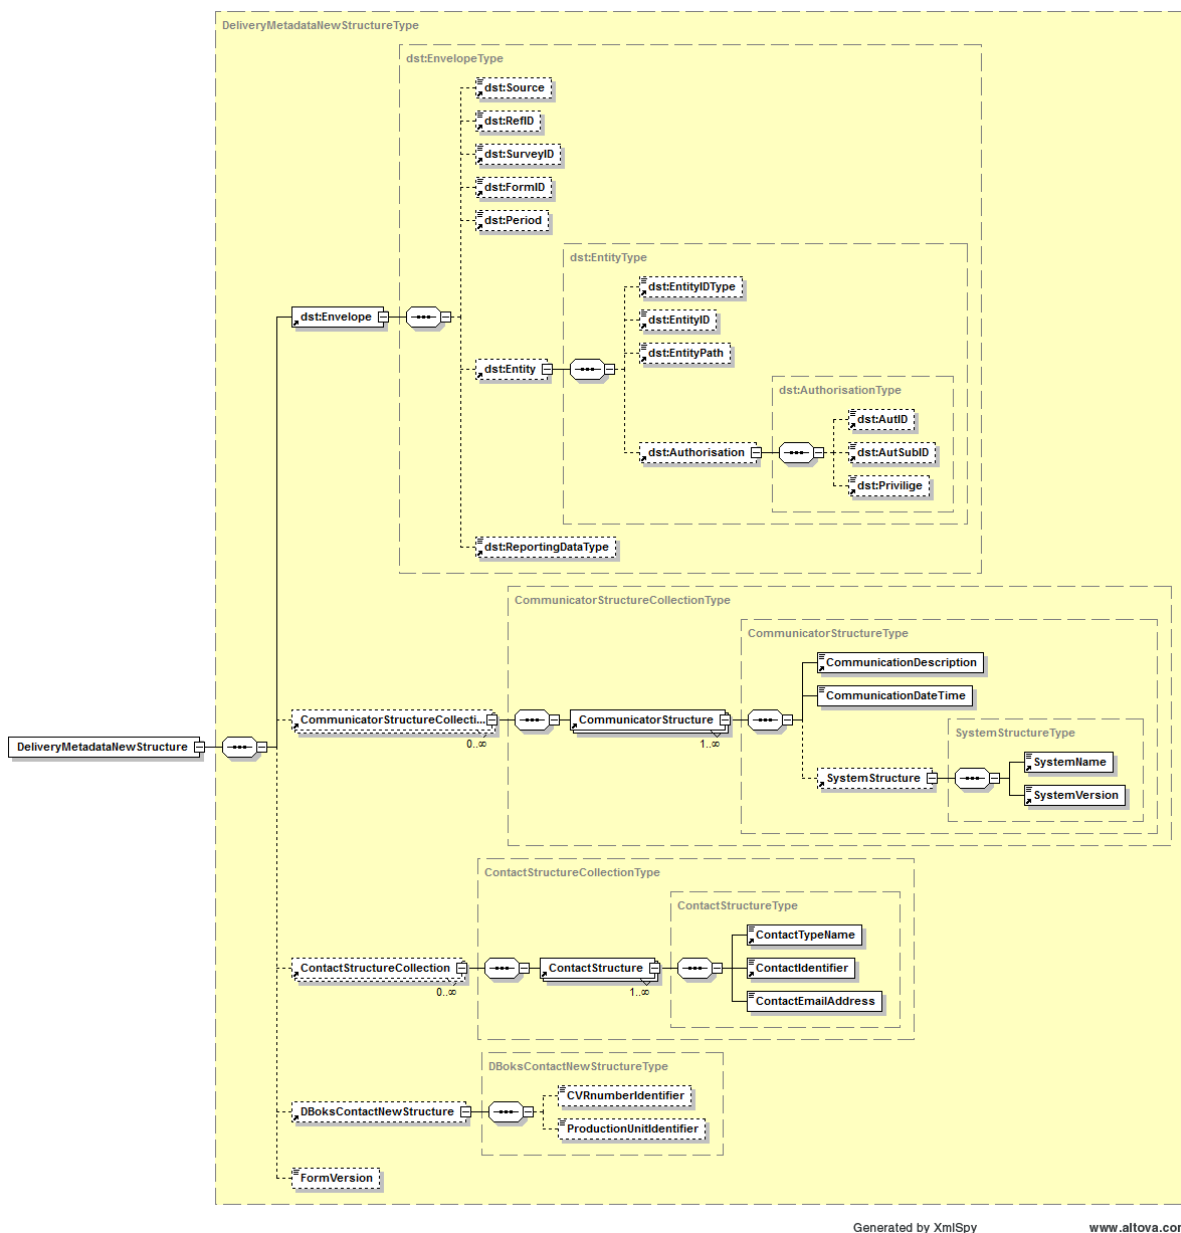 DeliveryMetadataNewStructureType
dst:EnvelopeType
dst:Source
dst:RefID
dst:SurveyID
dst:FormID
dst:Period
dst:EntityType
dst:EntityIDType
dst:Envelope
dst:EntityID
dst:EntityPath
dst:Entity
dst:AuthorisationType
dst:AutID
dst:Authorisation
dst:AutSubID
dst:Privilige
dst:ReportingDataType
CommunicatorStructureCollectionType
CommunicatorStructureType
CommunicationDescription
CommunicationDateTime
CommunicatorStructureCollecti...
0..∞
CommunicatorStructure
1..∞
SystemStructureType
DeliveryMetadataNewStructure
SystemName
SystemStructure
SystemVersion
ContactStructureCollectionType
ContactStructureType
ContactTypeName
ContactStructureCollection
0..∞
ContactStructure
1..∞
ContactIdentifier
ContactEmailAddress
DBoksContactNewStructureType
CVRnumberIdentifier
DBoksContactNewStructure
ProductionUnitIdentifier
FormVersion
Generated by XmlSpy
www.altova.com